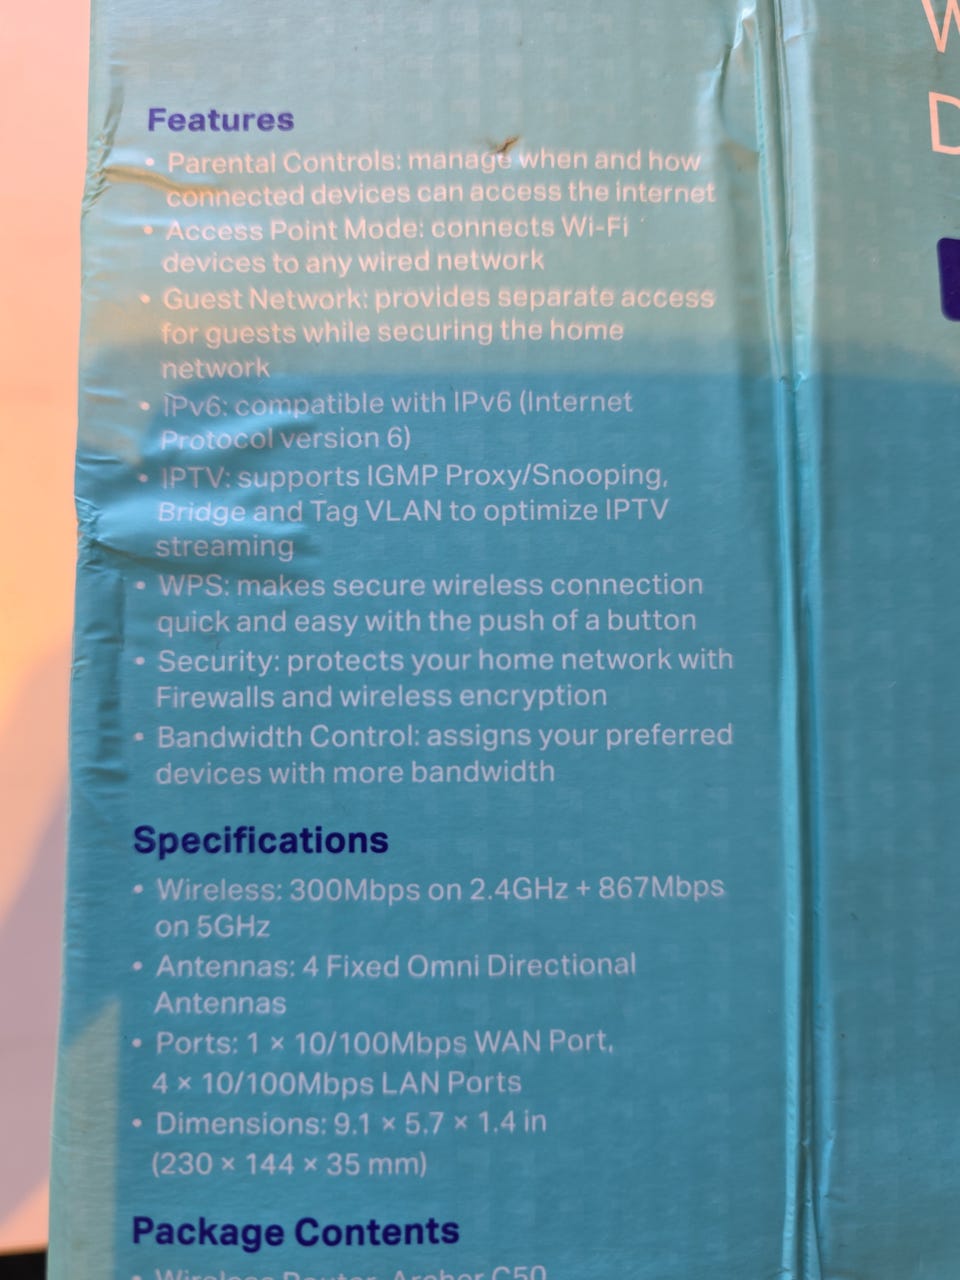 Features
• Parental Controls: manage when and how
connected devices can access the internet
• Access Point Mode: connects Wi-Fi
devices to any wired network
• Guest Network: provides separate access
for guests while securing the home
network
• IPv6: compatible with IPv6 (Internet
Protocol version 6)
• IPTV: supports IGMP Proxy/Snooping,
Bridge and Tag VLAN to optimize IPTV
streaming
• WPS: makes secure wireless connection
quick and easy with the push of a button
• Security: protects your home network with
Firewalls and wireless encryption
• Bandwidth Control: assigns your preferred
devices with more bandwidth
Specifications
• Wireless: 300Mbps on 2.4GHz + 867Mbps
on 5GHz
• Antennas: 4 Fixed Omni Directional
Antennas
• Ports: 1 × 10/100Mbps WAN Port,
4 × 10/100Mbps LAN Ports
• Dimensions: 9.1 × 5.7 × 1.4 in
(230 × 144 × 35 mm)
Package Contents
• Wireless Router Archer C50